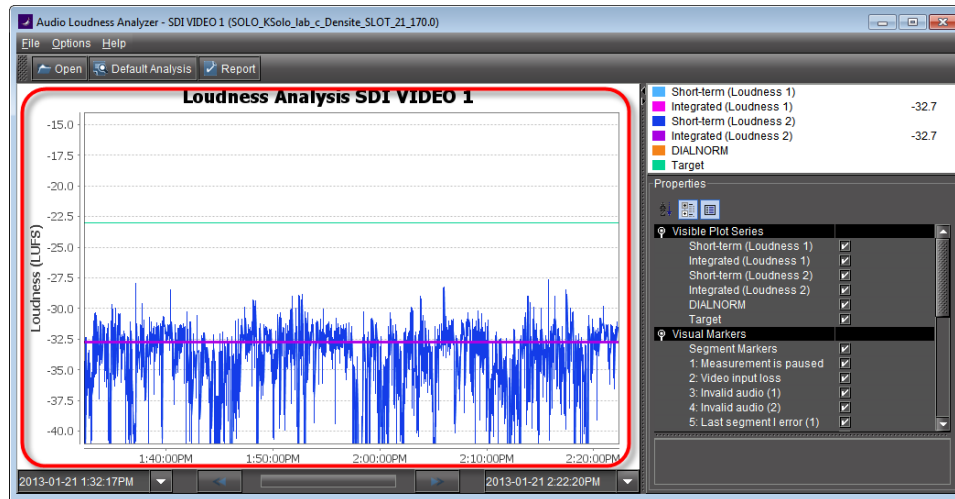 Audio Loudness Analyzer - SDI VIDEO 1 (SOLO_KSolo_lab_c_Densite_SLOT_21_170.0)
File Options Help
Open Default Analysis Report
Loudness Analysis SDI VIDEO 1
Loudness (LUFS)
-15.0
-17.5
-20.0
-22.5
-25.0
-27.5
-30.0
-32.5
-35.0
-37.5
-40.0
1:40:00PM 1:50:00PM 2:00:00PM 2:10:00PM 2:20:00PM
2013-01-21 1:32:17PM 2013-01-21 2:22:20PM
Short-term (Loudness 1)
Integrated (Loudness 1) -32.7
Short-term (Loudness 2)
Integrated (Loudness 2) -32.7
DIALNORM
Target
Properties
Visible Plot Series
Short-term (Loudness 1)
Integrated (Loudness 1)
Short-term (Loudness 2)
Integrated (Loudness 2)
DIALNORM
Target
Visual Markers
Segment Markers
1: Measurement is paused
2: Video input loss
3: Invalid audio (1)
4: Invalid audio (2)
5: Last segment I error (1)